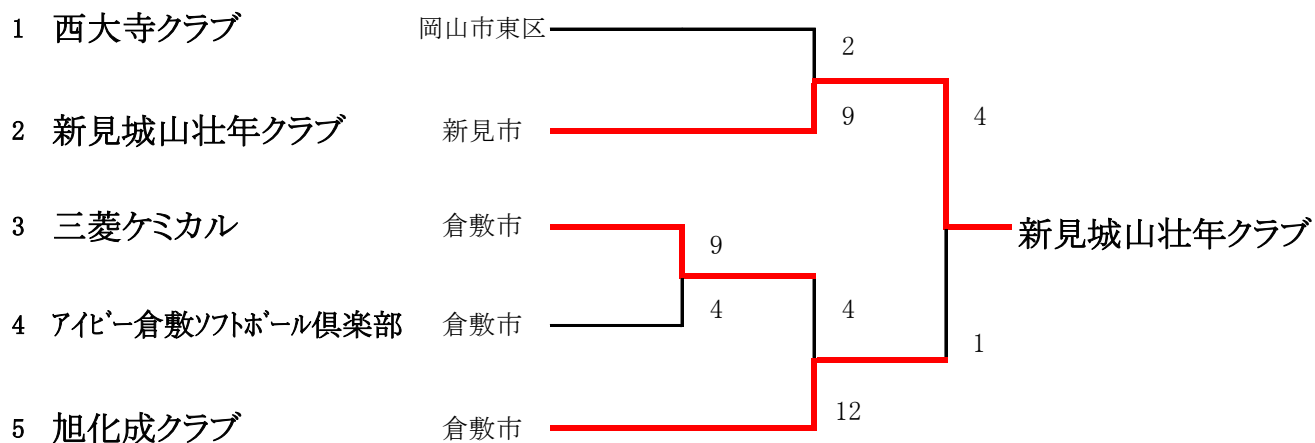 1 西大寺クラブ 岡山市東区
2
2 新見城山壮年クラブ 新見市
9
4
3 三菱ケミカル 倉敷市
9
新見城山壮年クラブ
4 アイビー倉敷ソフトボール倶楽部 倉敷市
4
4
1
5 旭化成クラブ 倉敷市
12